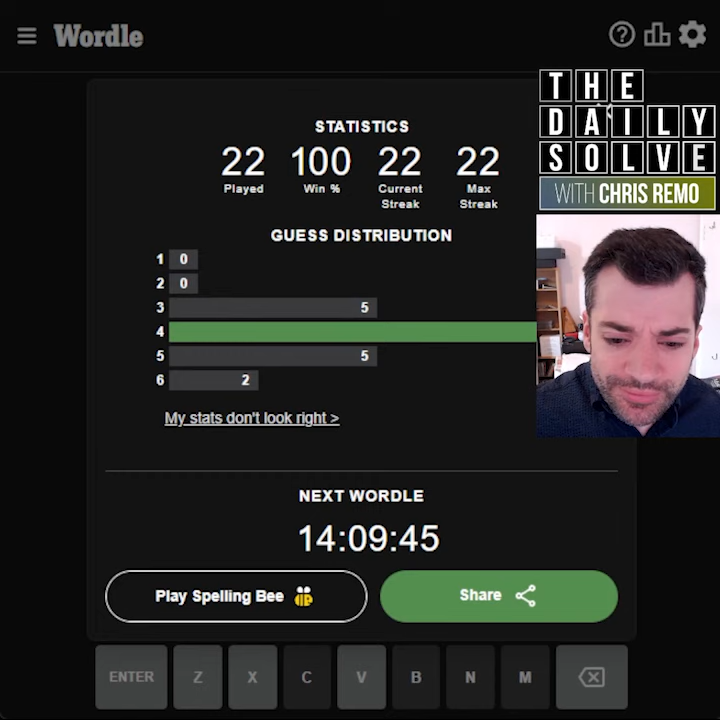 Wordle
THE
DAILY
SOLVE
WITH CHRIS REMO
STATISTICS
22 100 22 22
Played Win % Current Streak Max Streak
GUESS DISTRIBUTION
1 0
2 0
3 5
4
5 5
6 2
My stats don't look right >
NEXT WORDLE
14:09:45
Play Spelling Bee
Share
ENTER Z X C V B N M